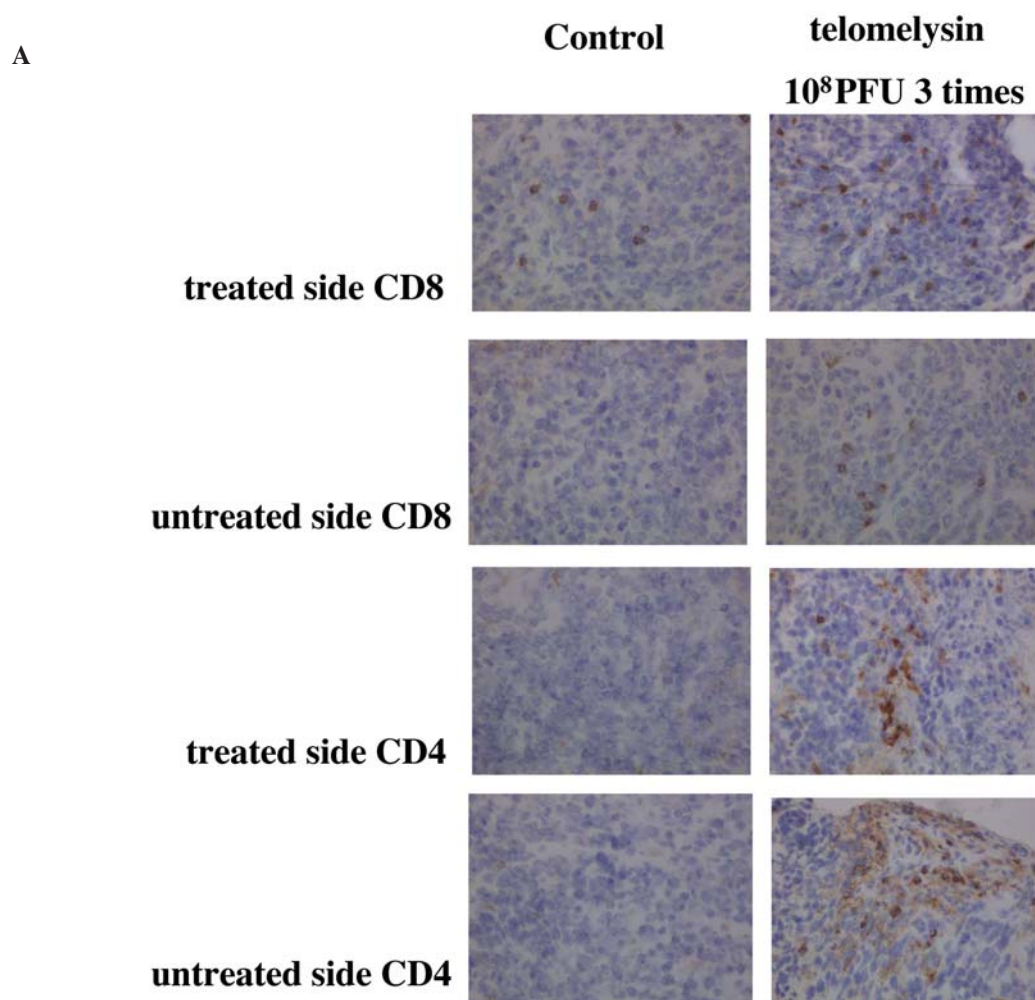 A
Control
telomelysin
10⁸PFU 3 times
treated side CD8
untreated side CD8
treated side CD4
untreated side CD4